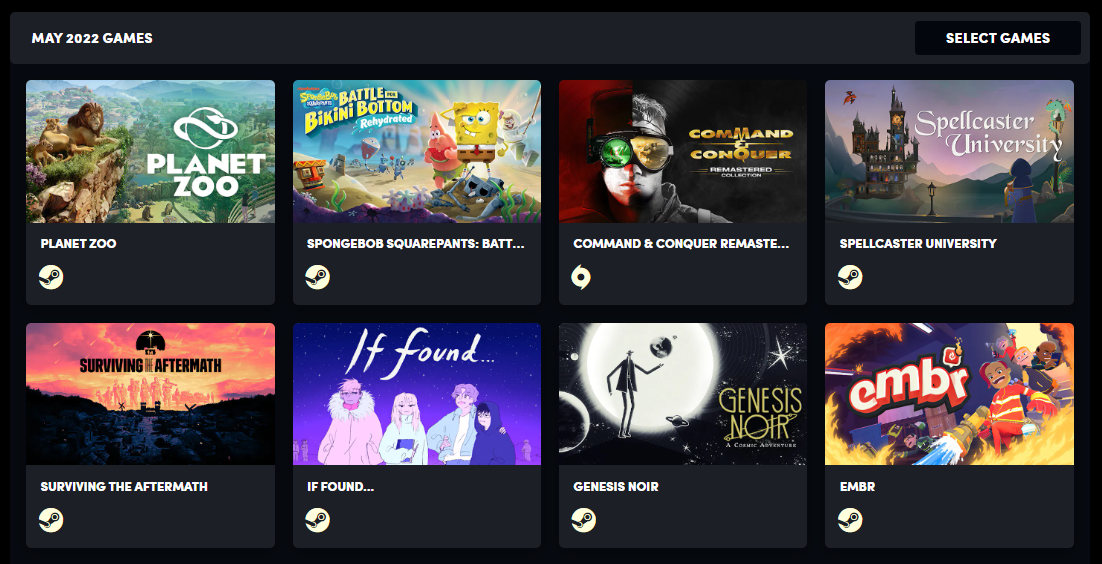 MAY 2022 GAMES
SELECT GAMES
PLANET
ZOO
SPONGEBOB
SQUAREPANTS
BATTLE FOR
BIKINI BOTTOM
Rehydrated
COMMAND
&
CONQUER
REMASTERED
COLLECTION
Spellcaster
University
PLANET ZOO
SPONGEBOB SQUAREPANTS: BATT...
COMMAND & CONQUER REMASTE...
SPELLCASTER UNIVERSITY
SURVIVING THE AFTERMATH
If found...
GENESIS
NOIR
A COSMIC ADVENTURE
embr
SURVIVING THE AFTERMATH
IF FOUND...
GENESIS NOIR
EMBR